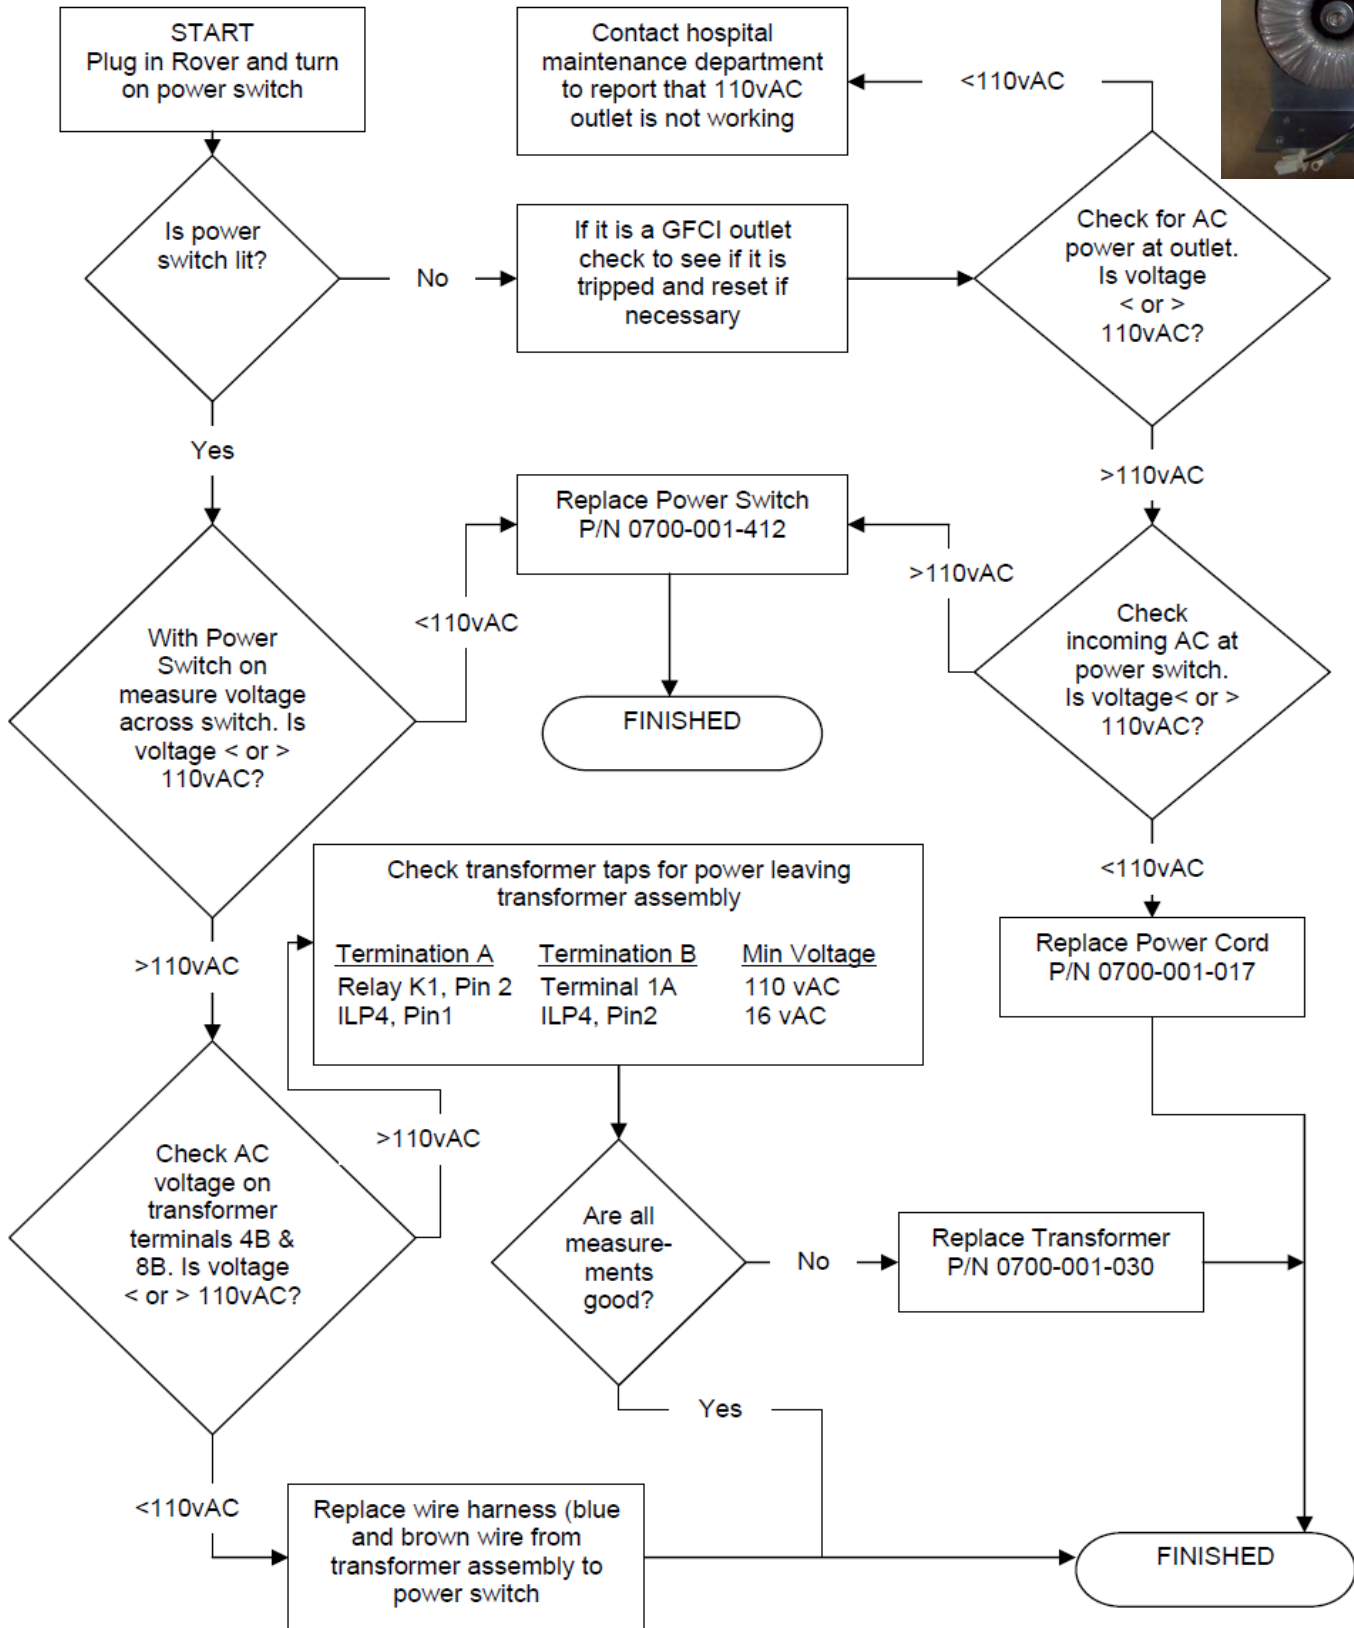 START
Plug in Rover and turn
on power switch
Contact hospital
maintenance department
to report that 110vAC
outlet is not working
<110vAC
Is power
switch lit?
No
If it is a GFCI outlet
check to see if it is
tripped and reset if
necessary
Check for AC
power at outlet.
Is voltage
< or >
110vAC?
Yes
>110vAC
Replace Power Switch
P/N 0700-001-412
<110vAC
>110vAC
With Power
Switch on
measure voltage
across switch. Is
voltage < or >
110vAC?
FINISHED
Check
incoming AC at
power switch.
Is voltage< or >
110vAC?
<110vAC
Replace Power Cord
P/N 0700-001-017
>110vAC
Check transformer taps for power leaving
transformer assembly
Termination A Termination B Min Voltage
Relay K1, Pin 2 Terminal 1A 110 vAC
ILP4, Pin1 ILP4, Pin2 16 vAC
>110vAC
Check AC
voltage on
transformer
terminals 4B &
8B. Is voltage
< or > 110vAC?
Are all
measure-
ments
good?
No
Replace Transformer
P/N 0700-001-030
Yes
<110vAC
Replace wire harness (blue
and brown wire from
transformer assembly to
power switch
FINISHED